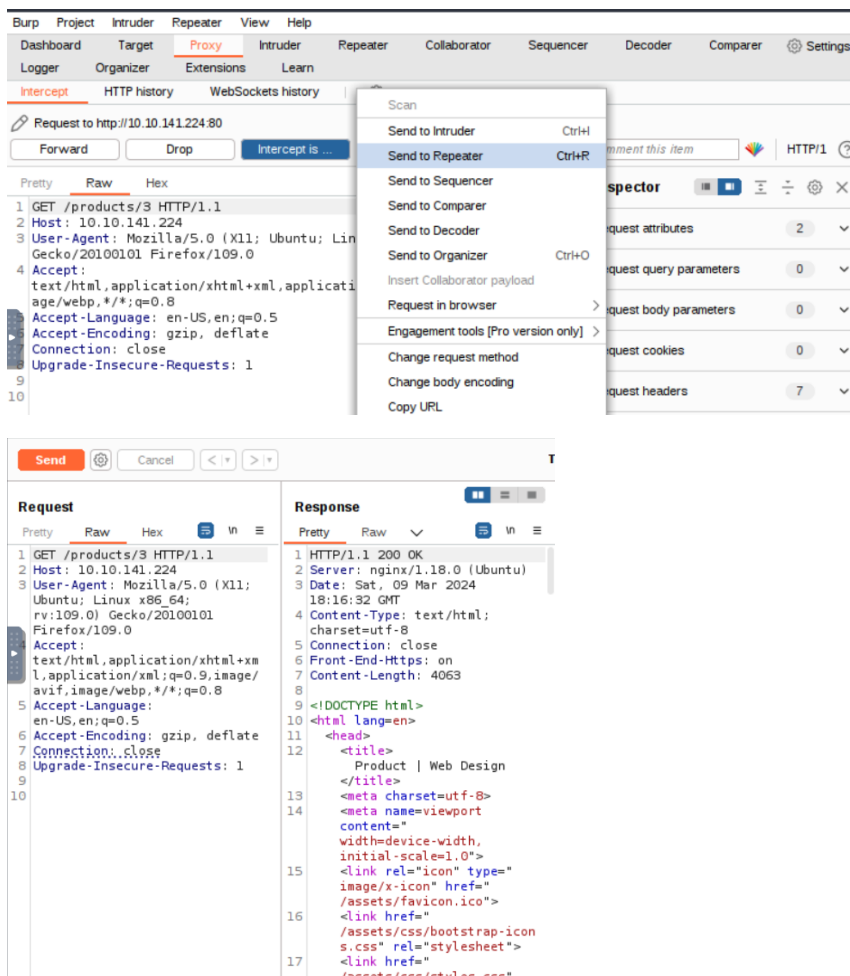 Burp Project Intruder Repeater View Help
Dashboard Target Proxy Intruder Repeater Collaborator Sequencer Decoder Comparer Settings
Logger Organizer Extensions Learn
Intercept HTTP history WebSockets history
Request to http://10.10.141.224:80
Forward Drop Intercept is ... mment this item HTTP/1
Pretty Raw Hex
1 GET /products/3 HTTP/1.1
2 Host: 10.10.141.224
3 User-Agent: Mozilla/5.0 (X11; Ubuntu; Lin
Gecko/20100101 Firefox/109.0
4 Accept:
text/html,application/xhtml+xml,applicati
age/webp,*/*;q=0.8
5 Accept-Language: en-US,en;q=0.5
Accept-Encoding: gzip, deflate
Connection: close
8 Upgrade-Insecure-Requests: 1
9
10
Scan
Send to Intruder Ctrl+I
Send to Repeater Ctrl+R
Send to Sequencer
Send to Comparer
Send to Decoder
Send to Organizer Ctrl+O
Insert Collaborator payload
Request in browser
Engagement tools [Pro version only]
Change request method
Change body encoding
Copy URL
spector
quest attributes 2
quest query parameters 0
quest body parameters 0
quest cookies 0
quest headers 7
Send Cancel T
Request
Pretty Raw Hex \n
1 GET /products/3 HTTP/1.1
2 Host: 10.10.141.224
3 User-Agent: Mozilla/5.0 (X11;
Ubuntu; Linux x86_64;
rv:109.0) Gecko/20100101
Firefox/109.0
Accept:
text/html,application/xhtml+xm
l,application/xml;q=0.9,image/
avif,image/webp,*/*;q=0.8
5 Accept-Language:
en-US,en;q=0.5
6 Accept-Encoding: gzip, deflate
7 Connection: close
8 Upgrade-Insecure-Requests: 1
9
10
Response
Pretty Raw \n
1 HTTP/1.1 200 OK
2 Server: nginx/1.18.0 (Ubuntu)
3 Date: Sat, 09 Mar 2024
18:16:32 GMT
4 Content-Type: text/html;
charset=utf-8
5 Connection: close
6 Front-End-Https: on
7 Content-Length: 4063
8
9 <!DOCTYPE html>
10 <html lang=en>
11 <head>
12 <title>
Product | Web Design
</title>
13 <meta charset=utf-8>
14 <meta name=viewport
content="
width=device-width,
initial-scale=1.0">
15 <link rel="icon" type="
image/x-icon" href="
/assets/favicon.ico">
16 <link href="
/assets/css/bootstrap-icon
s.css" rel="stylesheet">
17 <link href="